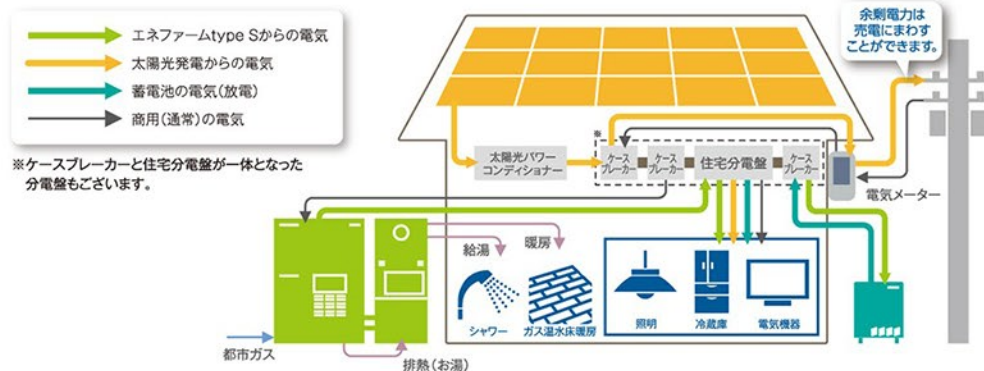 エネファームtype Sからの電気
太陽光発電からの電気
蓄電池の電気(放電)
商用(通常)の電気
※ケースブレーカーと住宅分電盤が一体となった
分電盤もございます。
余剰電力は
売電にまわす
ことができます。
※
太陽光パワー
コンディショナー
ケース
ブレーカー
ケース
ブレーカー
住宅分電盤
ケース
ブレーカー
電気メーター
給湯
暖房
シャワー
ガス温水床暖房
照明
冷蔵庫
電気機器
都市ガス
排熱(お湯)